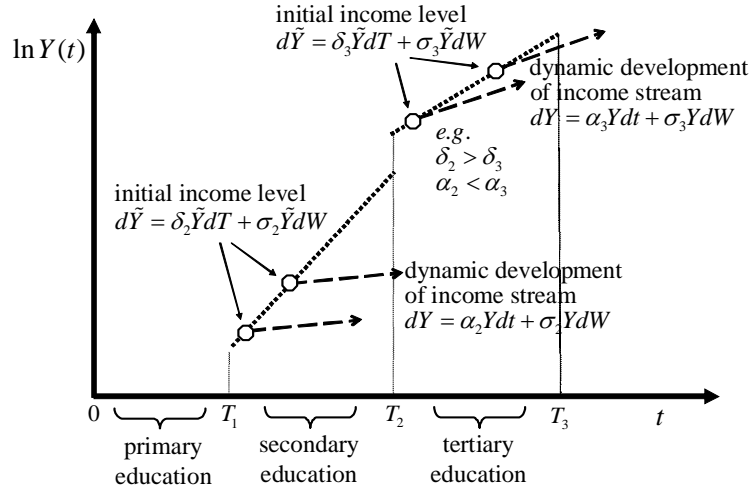 initial income level
dỸ = δ₃ỸdT + σ₃ỸdW
ln Y(t)
dynamic development
of income stream
dY = α₃Ydt + σ₃YdW
e.g.
δ₂ > δ₃
α₂ < α₃
initial income level
dỸ = δ₂ỸdT + σ₂ỸdW
dynamic development
of income stream
dY = α₂Ydt + σ₂YdW
0 T₁ T₂ T₃ t
primary
education
secondary
education
tertiary
education